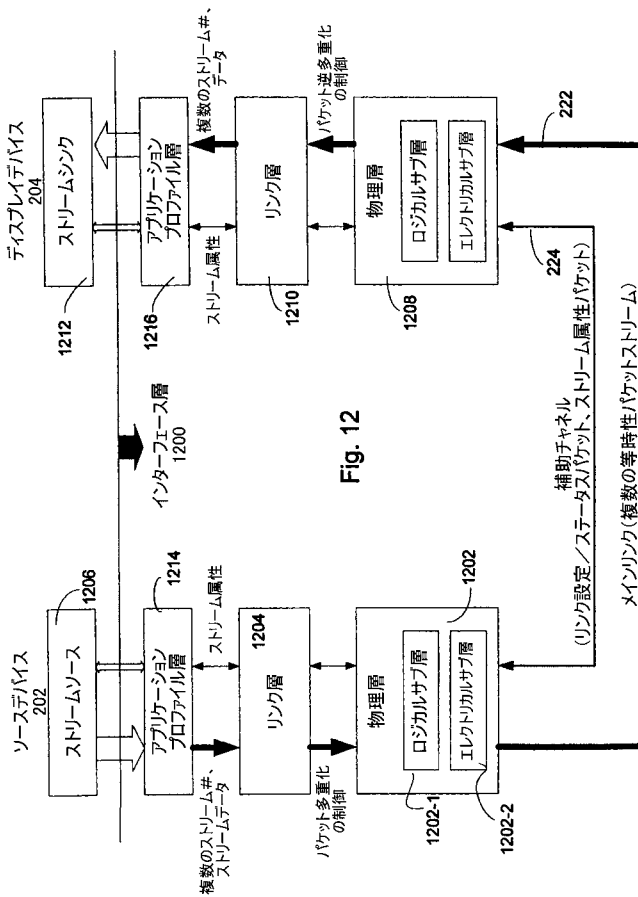 ソースデバイス
202
ストリームソース
1206
アプリケーション
プロファイル層
1214
複数のストリーム#、
ストリームデータ
ストリーム属性
リンク層
1204
パケット多重化
の制御
物理層
1202
ロジカルサブ層
1202-1
エレクトリカルサブ層
1202-2
インターフェース層
1200
Fig. 12
ディスプレイデバイス
204
ストリームシンク
1212
アプリケーション
プロファイル層
1216
複数のストリーム#、
データ
ストリーム属性
リンク層
1210
パケット逆多重化
の制御
物理層
1208
ロジカルサブ層
エレクトリカルサブ層
224
222
補助チャネル
(リンク設定/ステータスパケット、ストリーム属性パケット)
メインリンク(複数の等時性パケットストリーム)